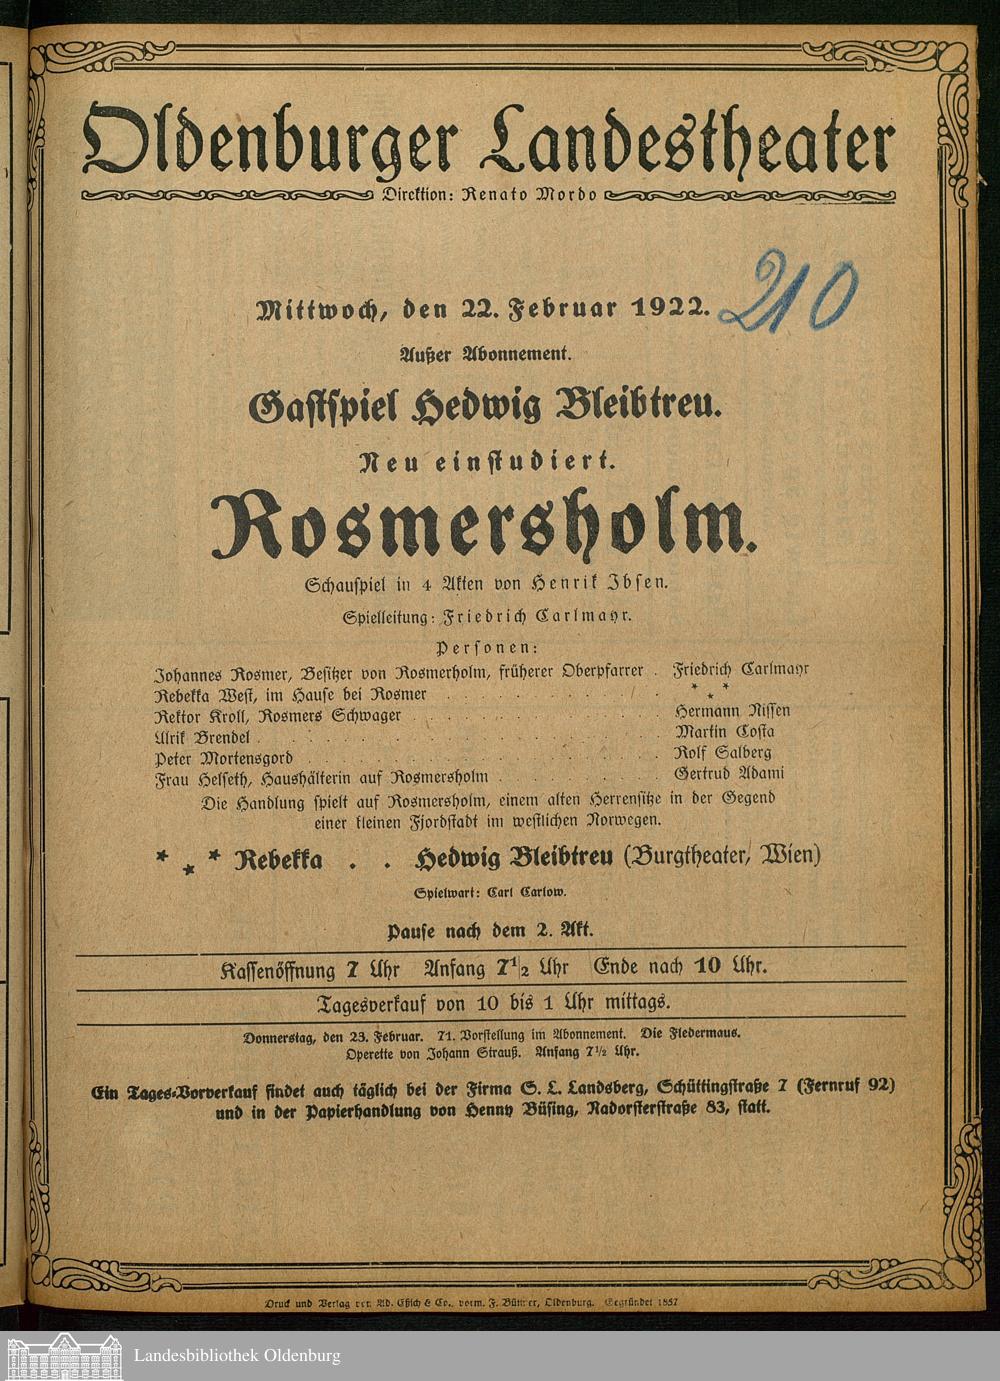 Oldenburger Landestheater
Direktion: Renato Mordo
210
Mittwoch, den 22. Februar 1922.
Außer Abonnement.
Gastspiel Hedwig Bleibtreu.
Neu einstudiert.
Rosmersholm.
Schauspiel in 4 Akten von Henrik Ibsen.
Spielleitung: Friedrich Carlmayr.
Personen:
Johannes Rosmer, Besitzer von Rosmerholm, früherer Oberpfarrer . Friedrich Carlmayr
Rebekka West, im Hause bei Rosmer . . . . . . . . . . * * *
Rektor Kroll, Rosmers Schwager . . . . . . . . . . Hermann Nissen
Ulrik Brendel . . . . . . . . . . . . . . Martin Costa
Peter Mortensgord . . . . . . . . . . . . . Rolf Salberg
Frau Helseth, Haushälterin auf Rosmersholm . . . . . . . Gertrud Adami
Die Handlung spielt auf Rosmersholm, einem alten Herrensitze in der Gegend
einer kleinen Fjordstadt im westlichen Norwegen.
* * * Rebekka . . Hedwig Bleibtreu (Burgtheater, Wien)
Spielwart: Carl Carlow.
Pause nach dem 2. Akt.
Kassenöffnung 7 Uhr Anfang 7 1/2 Uhr Ende nach 10 Uhr.
Tagesverkauf von 10 bis 1 Uhr mittags.
Donnerstag, den 23. Februar. 71. Vorstellung im Abonnement. Die Fledermaus.
Operette von Johann Strauß. Anfang 7 1/2 Uhr.
Ein Tages-Vorverkauf findet auch täglich bei der Firma S. L. Landsberg, Schüttingstraße 7 (Fernruf 92)
und in der Papierhandlung von Henny Büsing, Nadorsterstraße 83, statt.
Druck und Verlag von Ad. Eßich & Co., vorm. F. Büttner, Oldenburg. Gegründet 1857
Landesbibliothek Oldenburg